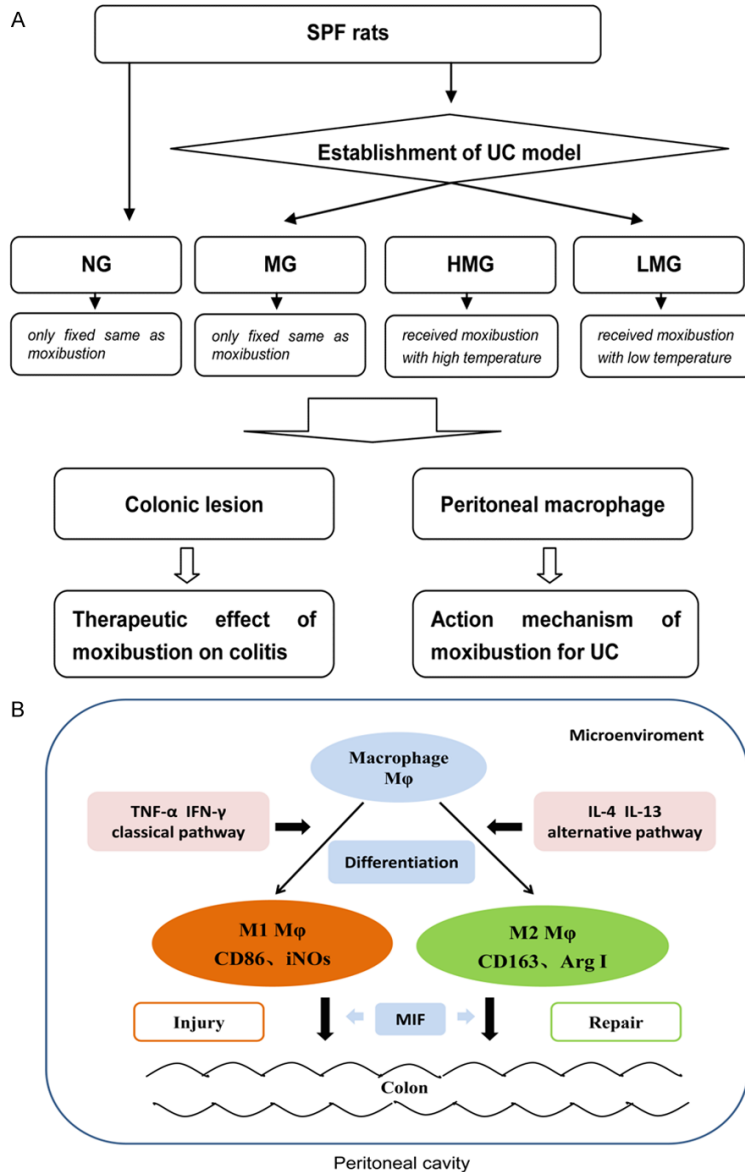 A
SPF rats
Establishment of UC model
NG
MG
HMG
LMG
only fixed same as
moxibustion
only fixed same as
moxibustion
received moxibustion
with high temperature
received moxibustion
with low temperature
Colonic lesion
Peritoneal macrophage
Therapeutic effect of
moxibustion on colitis
Action mechanism of
moxibustion for UC
B
Microenviroment
Macrophage
Mφ
TNF-α IFN-γ
classical pathway
IL-4 IL-13
alternative pathway
Differentiation
M1 Mφ
CD86、iNOs
M2 Mφ
CD163、Arg I
Injury
MIF
Repair
Colon
Peritoneal cavity